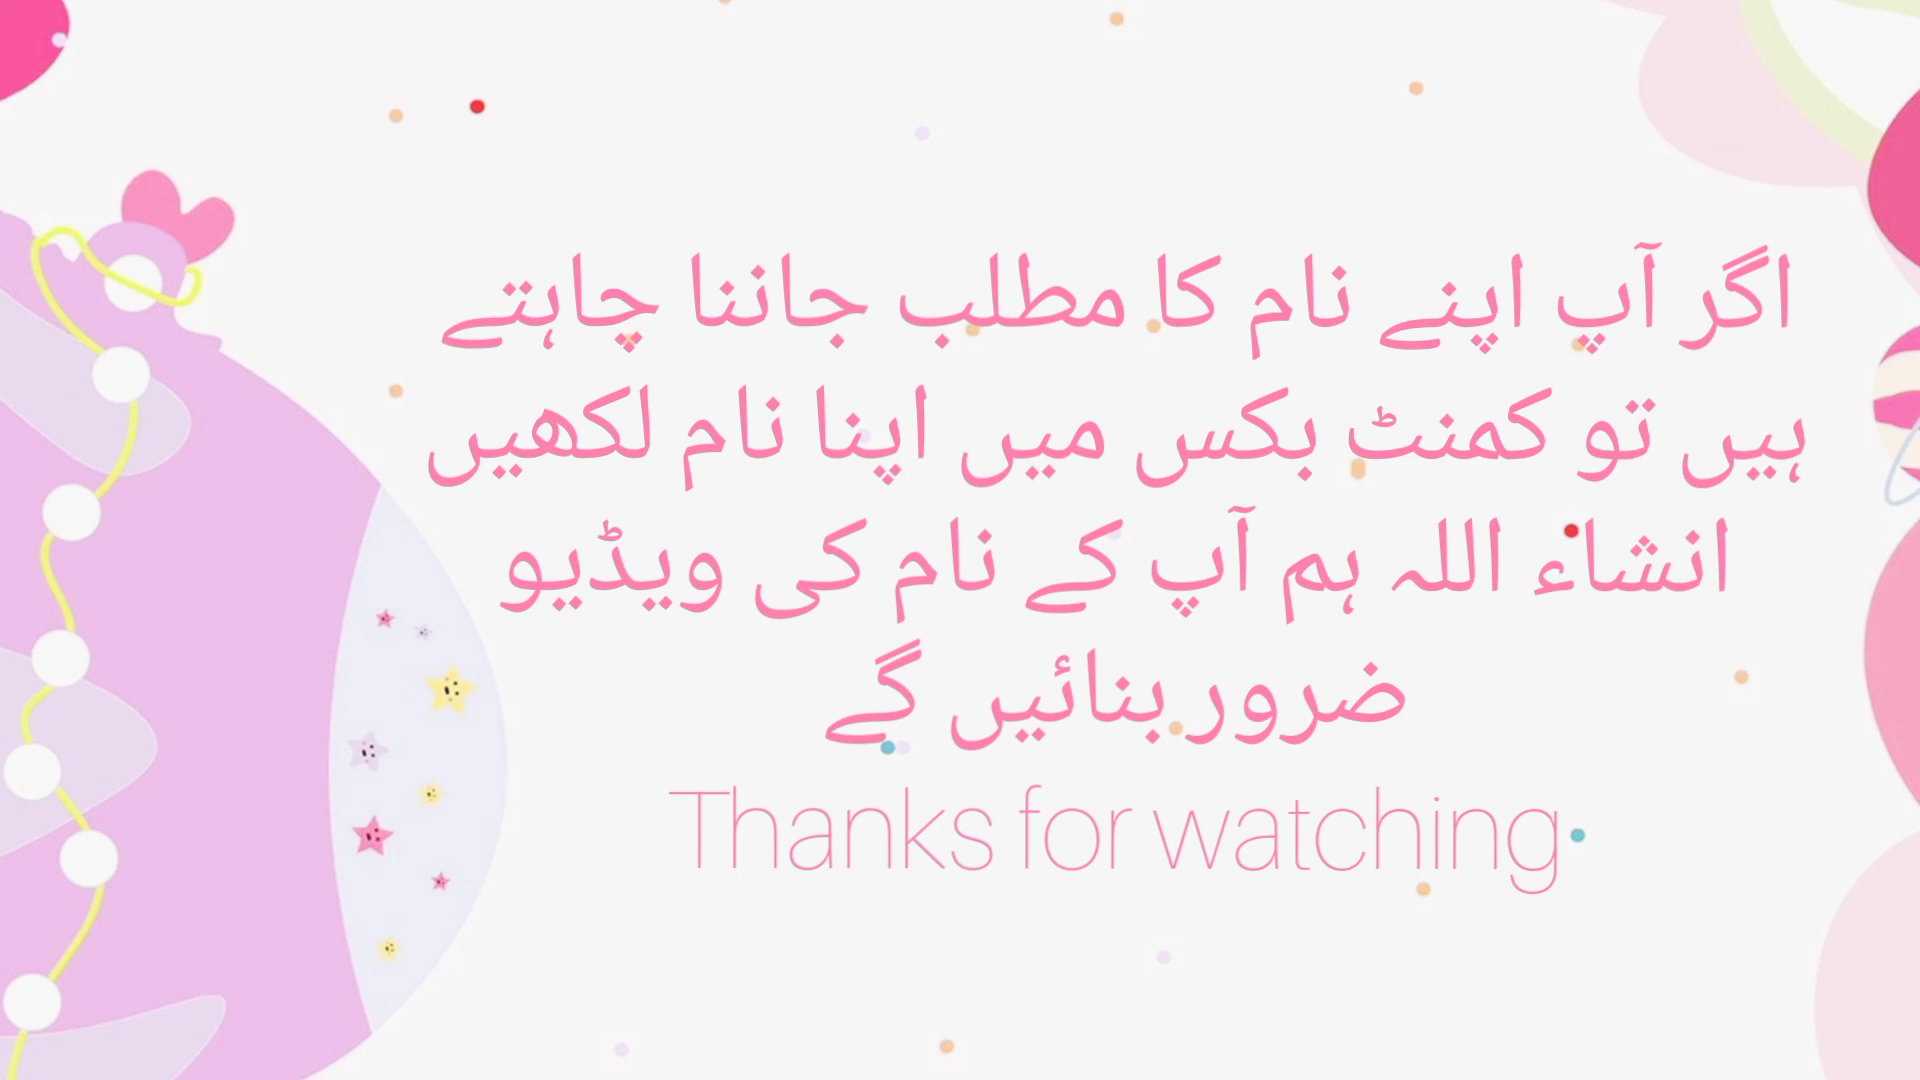 اگر آپ اپنے نام کا مطلب جاننا چاہتے
ہیں تو کمنٹ بکس میں اپنا نام لکھیں
انشاء اللہ ہم آپ کے نام کی ویڈیو
ضرور بنائیں گے
Thanks for watching